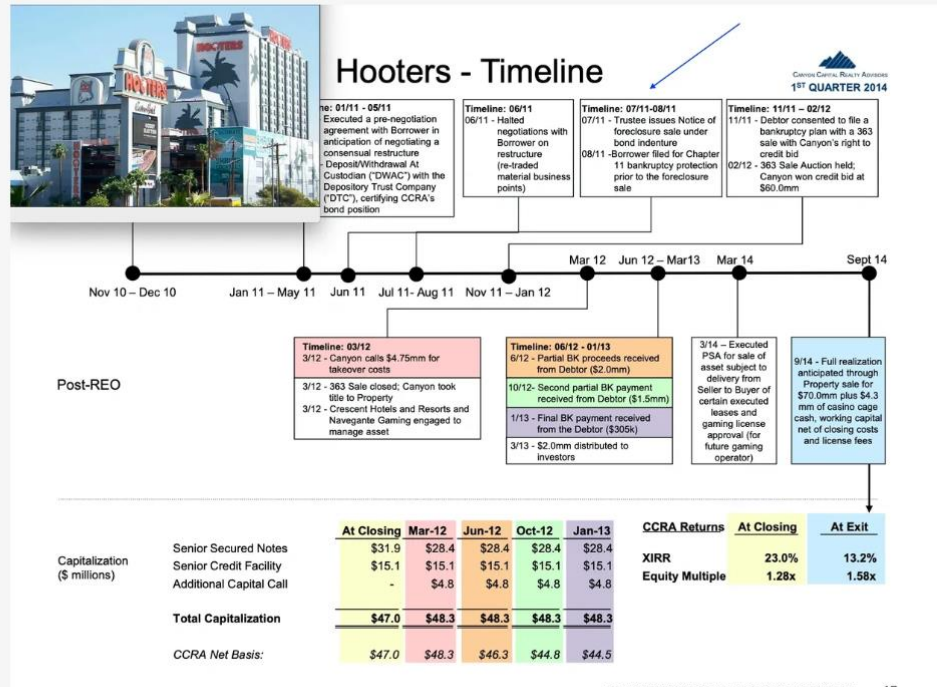 HOOTERS
HOOTERS
Hooters - Timeline
CANYON CAPITAL REALTY ADVISORS
1ST QUARTER 2014
ne: 01/11 - 05/11
Executed a pre-negotiation
agreement with Borrower in
anticipation of negotiating a
consensual restructure
- Deposit/Withdrawal At
Custodian ("DWAC") with the
Depository Trust Company
("DTC"), certifying CCRA's
bond position
Timeline: 06/11
06/11 - Halted
negotiations with
Borrower on
restructure
(re-traded
material business
points)
Timeline: 07/11-08/11
07/11 - Trustee issues Notice of
foreclosure sale under
bond indenture
08/11 -Borrower filed for Chapter
11 bankruptcy protection
prior to the foreclosure
sale
Timeline: 11/11 – 02/12
11/11 - Debtor consented to file a
bankruptcy plan with a 363
sale with Canyon's right to
credit bid
02/12 - 363 Sale Auction held;
Canyon won credit bid at
$60.0mm
Mar 12 Jun 12 – Mar13 Mar 14 Sept 14
Nov 10 – Dec 10 Jan 11 – May 11 Jun 11 Jul 11- Aug 11 Nov 11 – Jan 12
Post-REO
Timeline: 03/12
3/12 - Canyon calls $4.75mm for
takeover costs
3/12 - 363 Sale closed; Canyon took
title to Property
3/12 - Crescent Hotels and Resorts and
Navegante Gaming engaged to
manage asset
Timeline: 06/12 - 01/13
6/12 - Partial BK proceeds received
from Debtor ($2.0mm)
10/12- Second partial BK payment
received from Debtor ($1.5mm)
1/13 - Final BK payment received
from the Debtor ($305k)
3/13 - $2.0mm distributed to
investors
3/14 – Executed
PSA for sale of
asset subject to
delivery from
Seller to Buyer of
certain executed
leases and
gaming license
approval (for
future gaming
operator)
9/14 - Full realization
anticipated through
Property sale for
$70.0mm plus $4.3
mm of casino cage
cash, working capital
net of closing costs
and license fees
Capitalization
($ millions)
At Closing Mar-12 Jun-12 Oct-12 Jan-13
Senior Secured Notes $31.9 $28.4 $28.4 $28.4 $28.4
Senior Credit Facility $15.1 $15.1 $15.1 $15.1 $15.1
Additional Capital Call - $4.8 $4.8 $4.8 $4.8
Total Capitalization $47.0 $48.3 $48.3 $48.3 $48.3
CCRA Net Basis: $47.0 $48.3 $46.3 $44.8 $44.5
CCRA Returns At Closing At Exit
XIRR 23.0% 13.2%
Equity Multiple 1.28x 1.58x